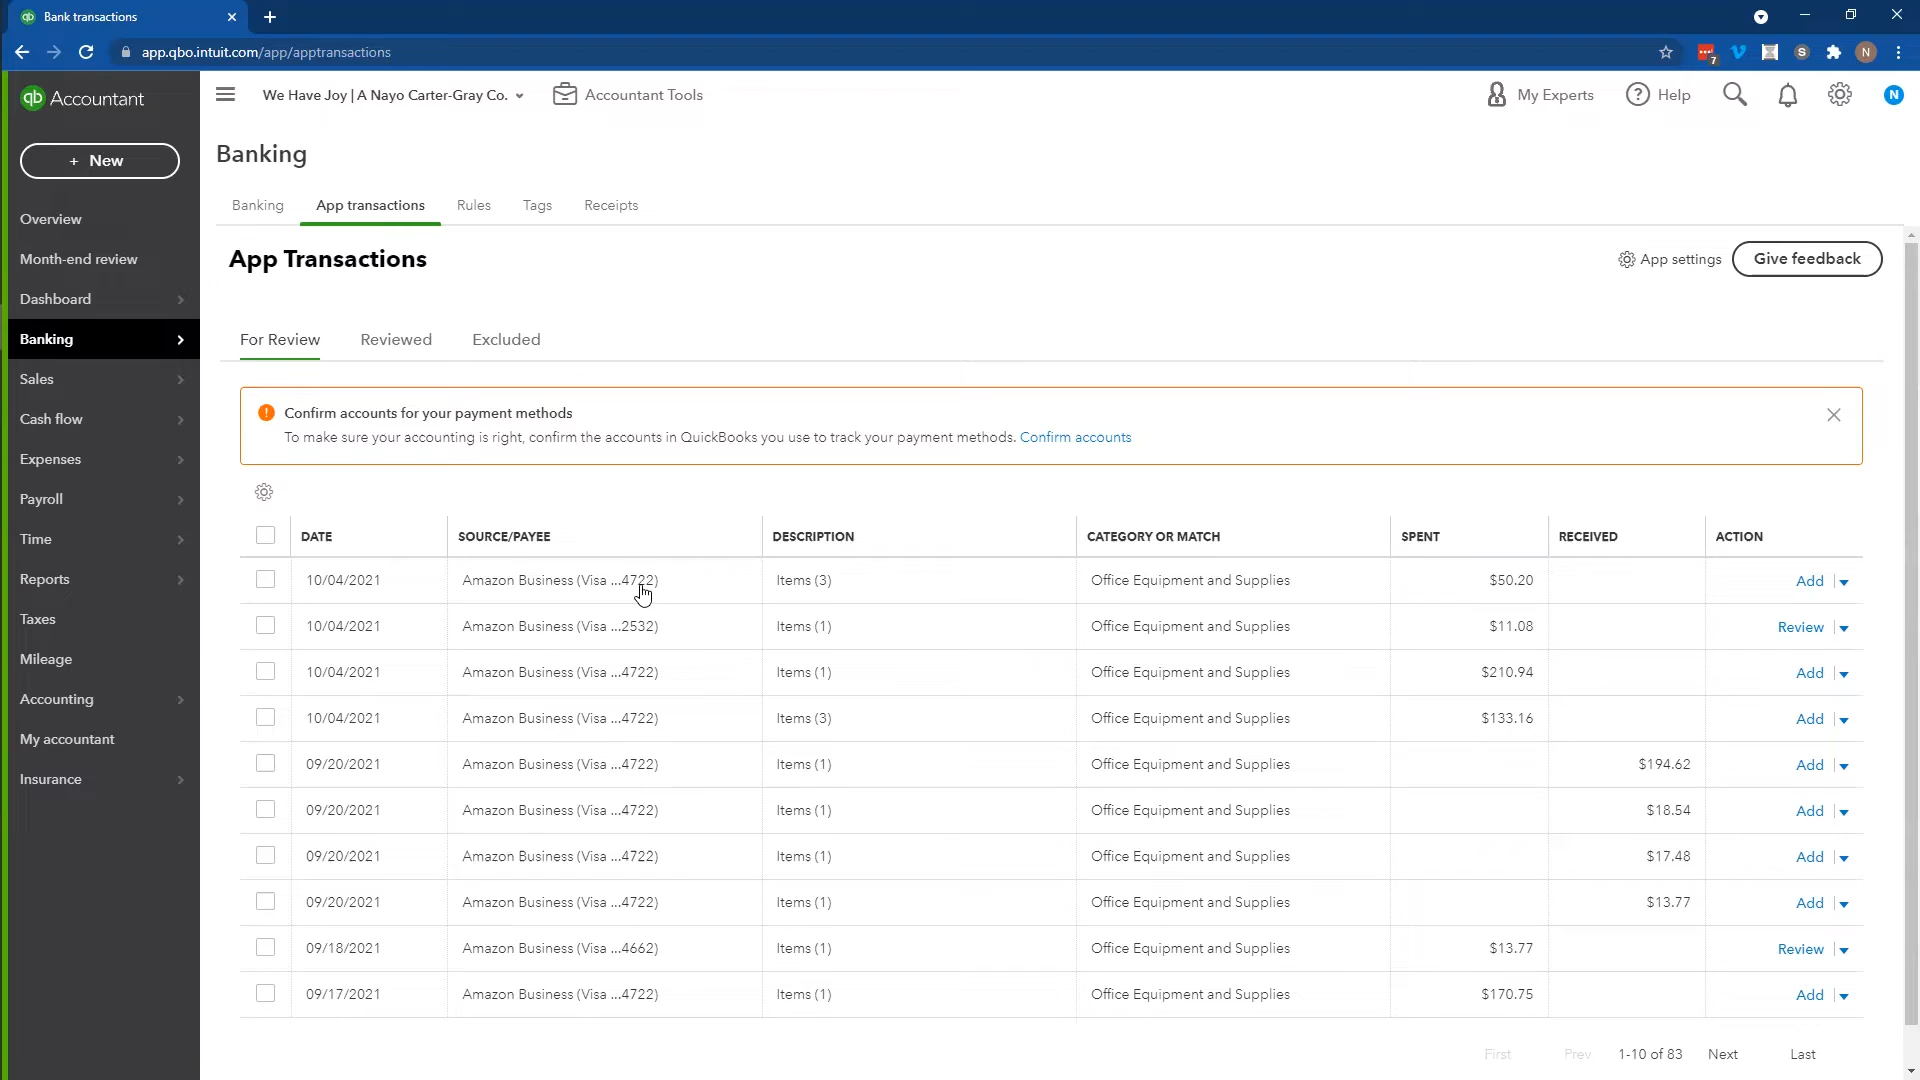 Bank transactions
app.qbo.intuit.com/app/apptransactions
7
S
N
qb Accountant
We Have Joy | A Nayo Carter-Gray Co.
Accountant Tools
My Experts
Help
N
+ New
Overview
Month-end review
Dashboard
Banking
Sales
Cash flow
Expenses
Payroll
Time
Reports
Taxes
Mileage
Accounting
My accountant
Insurance
Banking
Banking App transactions Rules Tags Receipts
App Transactions
App settings Give feedback
For Review Reviewed Excluded
Confirm accounts for your payment methods
To make sure your accounting is right, confirm the accounts in QuickBooks you use to track your payment methods. Confirm accounts
DATE SOURCE/PAYEE DESCRIPTION CATEGORY OR MATCH SPENT RECEIVED ACTION
10/04/2021 Amazon Business (Visa ...4722) Items (3) Office Equipment and Supplies $50.20 Add
10/04/2021 Amazon Business (Visa ...2532) Items (1) Office Equipment and Supplies $11.08 Review
10/04/2021 Amazon Business (Visa ...4722) Items (1) Office Equipment and Supplies $210.94 Add
10/04/2021 Amazon Business (Visa ...4722) Items (3) Office Equipment and Supplies $133.16 Add
09/20/2021 Amazon Business (Visa ...4722) Items (1) Office Equipment and Supplies $194.62 Add
09/20/2021 Amazon Business (Visa ...4722) Items (1) Office Equipment and Supplies $18.54 Add
09/20/2021 Amazon Business (Visa ...4722) Items (1) Office Equipment and Supplies $17.48 Add
09/20/2021 Amazon Business (Visa ...4722) Items (1) Office Equipment and Supplies $13.77 Add
09/18/2021 Amazon Business (Visa ...4662) Items (1) Office Equipment and Supplies $13.77 Review
09/17/2021 Amazon Business (Visa ...4722) Items (1) Office Equipment and Supplies $170.75 Add
First Prev 1-10 of 83 Next Last